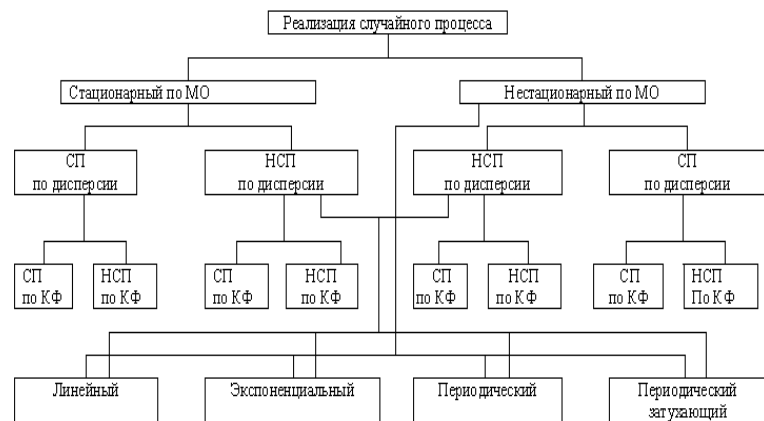 Реализация случайного процесса
Стационарный по МО
Нестационарный по МО
СП
по дисперсии
НСП
по дисперсии
НСП
по дисперсии
СП
по дисперсии
СП
по КФ
НСП
по КФ
СП
по КФ
НСП
по КФ
СП
по КФ
НСП
по КФ
СП
по КФ
НСП
По КФ
Линейный
Экспоненциальный
Периодический
Периодический
затухающий